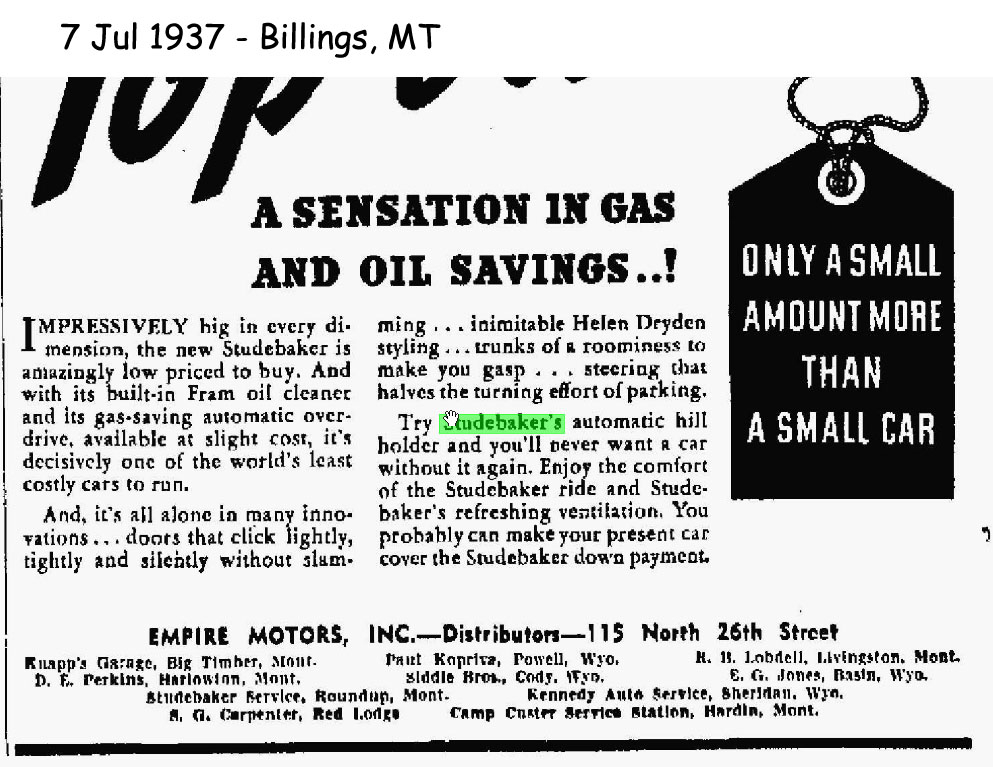 7 Jul 1937 - Billings, MT
Top
A SENSATION IN GAS
AND OIL SAVINGS..!
IMPRESSIVELY big in every di-
mension, the new Studebaker is
amazingly low priced to buy. And
with its built-in Fram oil cleaner
and its gas-saving automatic over-
drive, available at slight cost, it's
decisively one of the world's least
costly cars to run.
And, it's all alone in many inno-
vations...doors that click lightly,
tightly and silently without slam-
ming... inimitable Helen Dryden
styling...trunks of a roominess to
make you gasp ... steering that
halves the turning effort of parking.
Try Studebaker's automatic hill
holder and you'll never want a car
without it again. Enjoy the comfort
of the Studebaker ride and Stude-
baker's refreshing ventilation. You
probably can make your present car
cover the Studebaker down payment.
ONLY A SMALL
AMOUNT MORE
THAN
A SMALL CAR
EMPIRE MOTORS, INC.—Distributors—115 North 26th Street
Knapp's Garage, Big Timber, Mont. Paul Kopriva, Powell, Wyo. R. B. Lobdell, Livingston, Mont.
D. E. Perkins, Harlowton, Mont. Siddle Bros., Cody, Wyo. E. G. Jones, Basin, Wyo.
Studebaker Service, Roundup, Mont. Kennedy Auto Service, Sheridan, Wyo.
S. G. Carpenter, Red Lodge Camp Custer Service Station, Hardin, Mont.